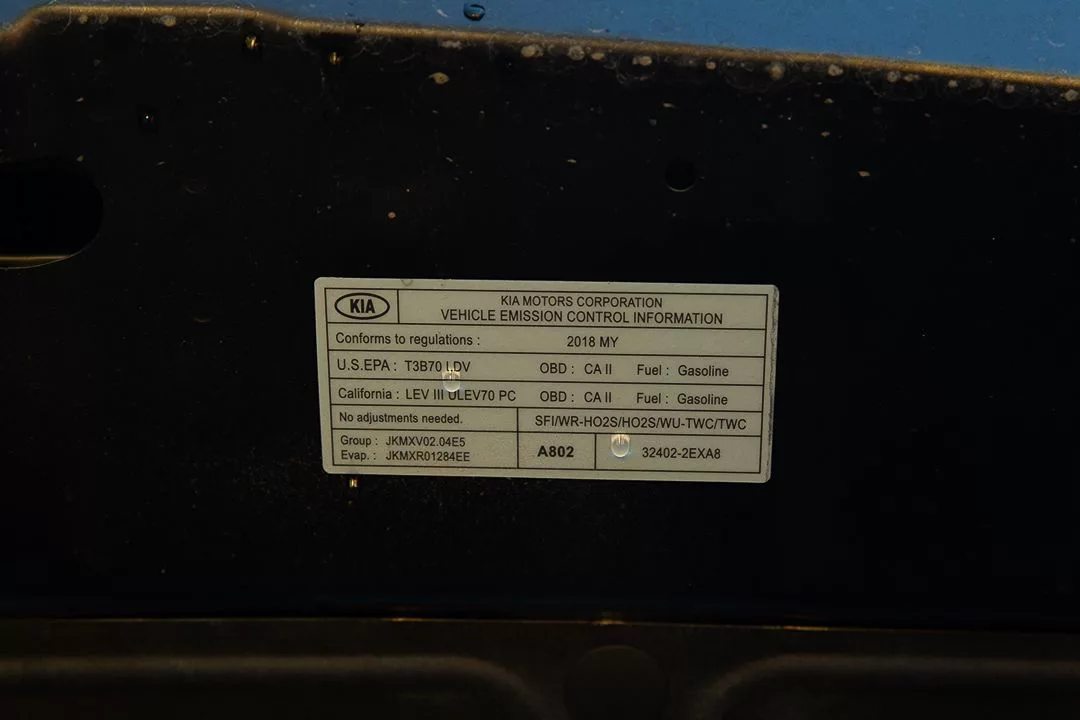 KIA
KIA MOTORS CORPORATION
VEHICLE EMISSION CONTROL INFORMATION
Conforms to regulations : 2018 MY
U.S.EPA : T3B70 LDV OBD : CA II Fuel : Gasoline
California : LEV III ULEV70 PC OBD : CA II Fuel : Gasoline
No adjustments needed. SFI/WR-HO2S/HO2S/WU-TWC/TWC
Group : JKMXV02.04E5
Evap. : JKMXR01284EE
A802
32402-2EXA8